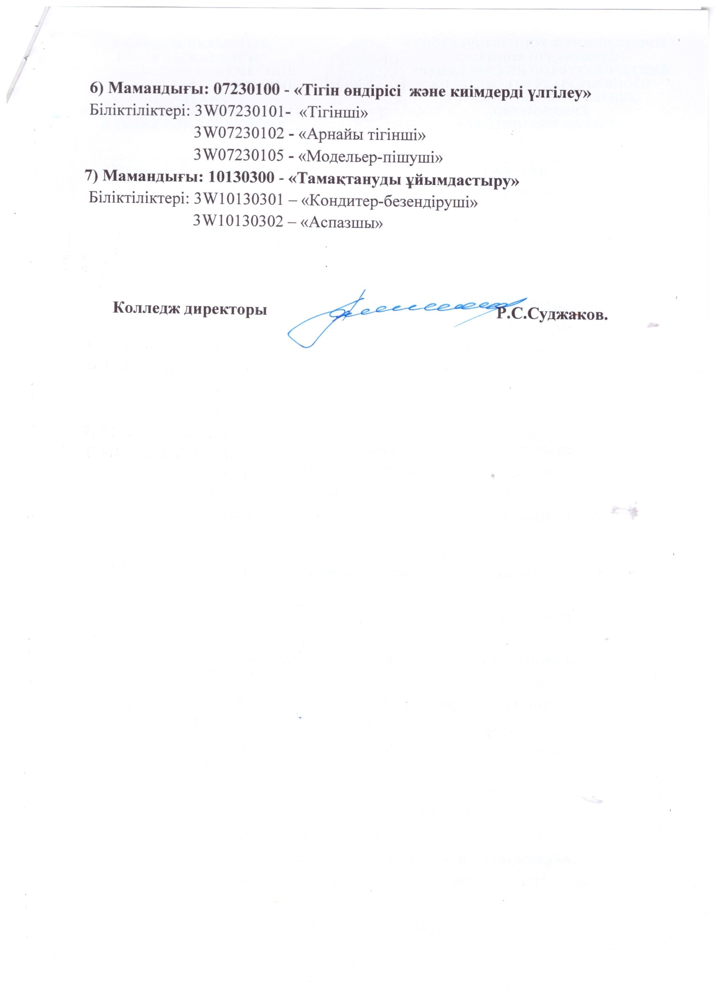 6) Мамандығы: 07230100 - «Тігін өндірісі  және киімдерді үлгілеу»
Біліктіліктері: 3W07230101-  «Тігінші»
3W07230102 - «Арнайы тігінші»
3W07230105 - «Модельер-пішуші»
7) Мамандығы: 10130300 - «Тамақтануды ұйымдастыру»
Біліктіліктері: 3W10130301 – «Кондитер-безендіруші»
3W10130302 – «Аспазшы»
Колледж директоры Р.С.Суджаков.